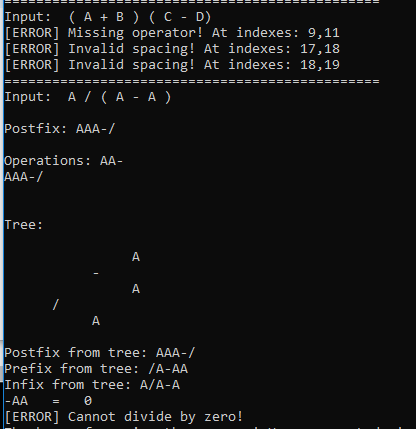 ===============================================
Input:  ( A + B ) ( C - D)
[ERROR] Missing operator! At indexes: 9,11
[ERROR] Invalid spacing! At indexes: 17,18
[ERROR] Invalid spacing! At indexes: 18,19
===============================================
Input:  A / ( A - A )
Postfix: AAA-/
Operations: AA-
AAA-/
Tree:
A
-
A
/
A
Postfix from tree: AAA-/
Prefix from tree: /A-AA
Infix from tree: A/A-A
-AA   =   0
[ERROR] Cannot divide by zero!